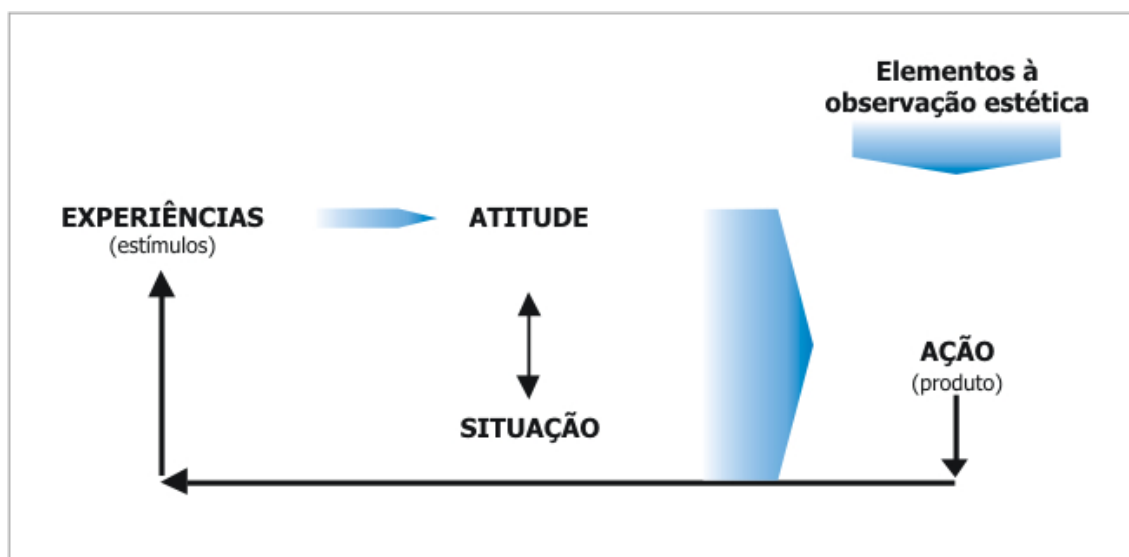 Elementos à
observação estética
EXPERIÊNCIAS
(estímulos)
ATITUDE
AÇÃO
(produto)
SITUAÇÃO